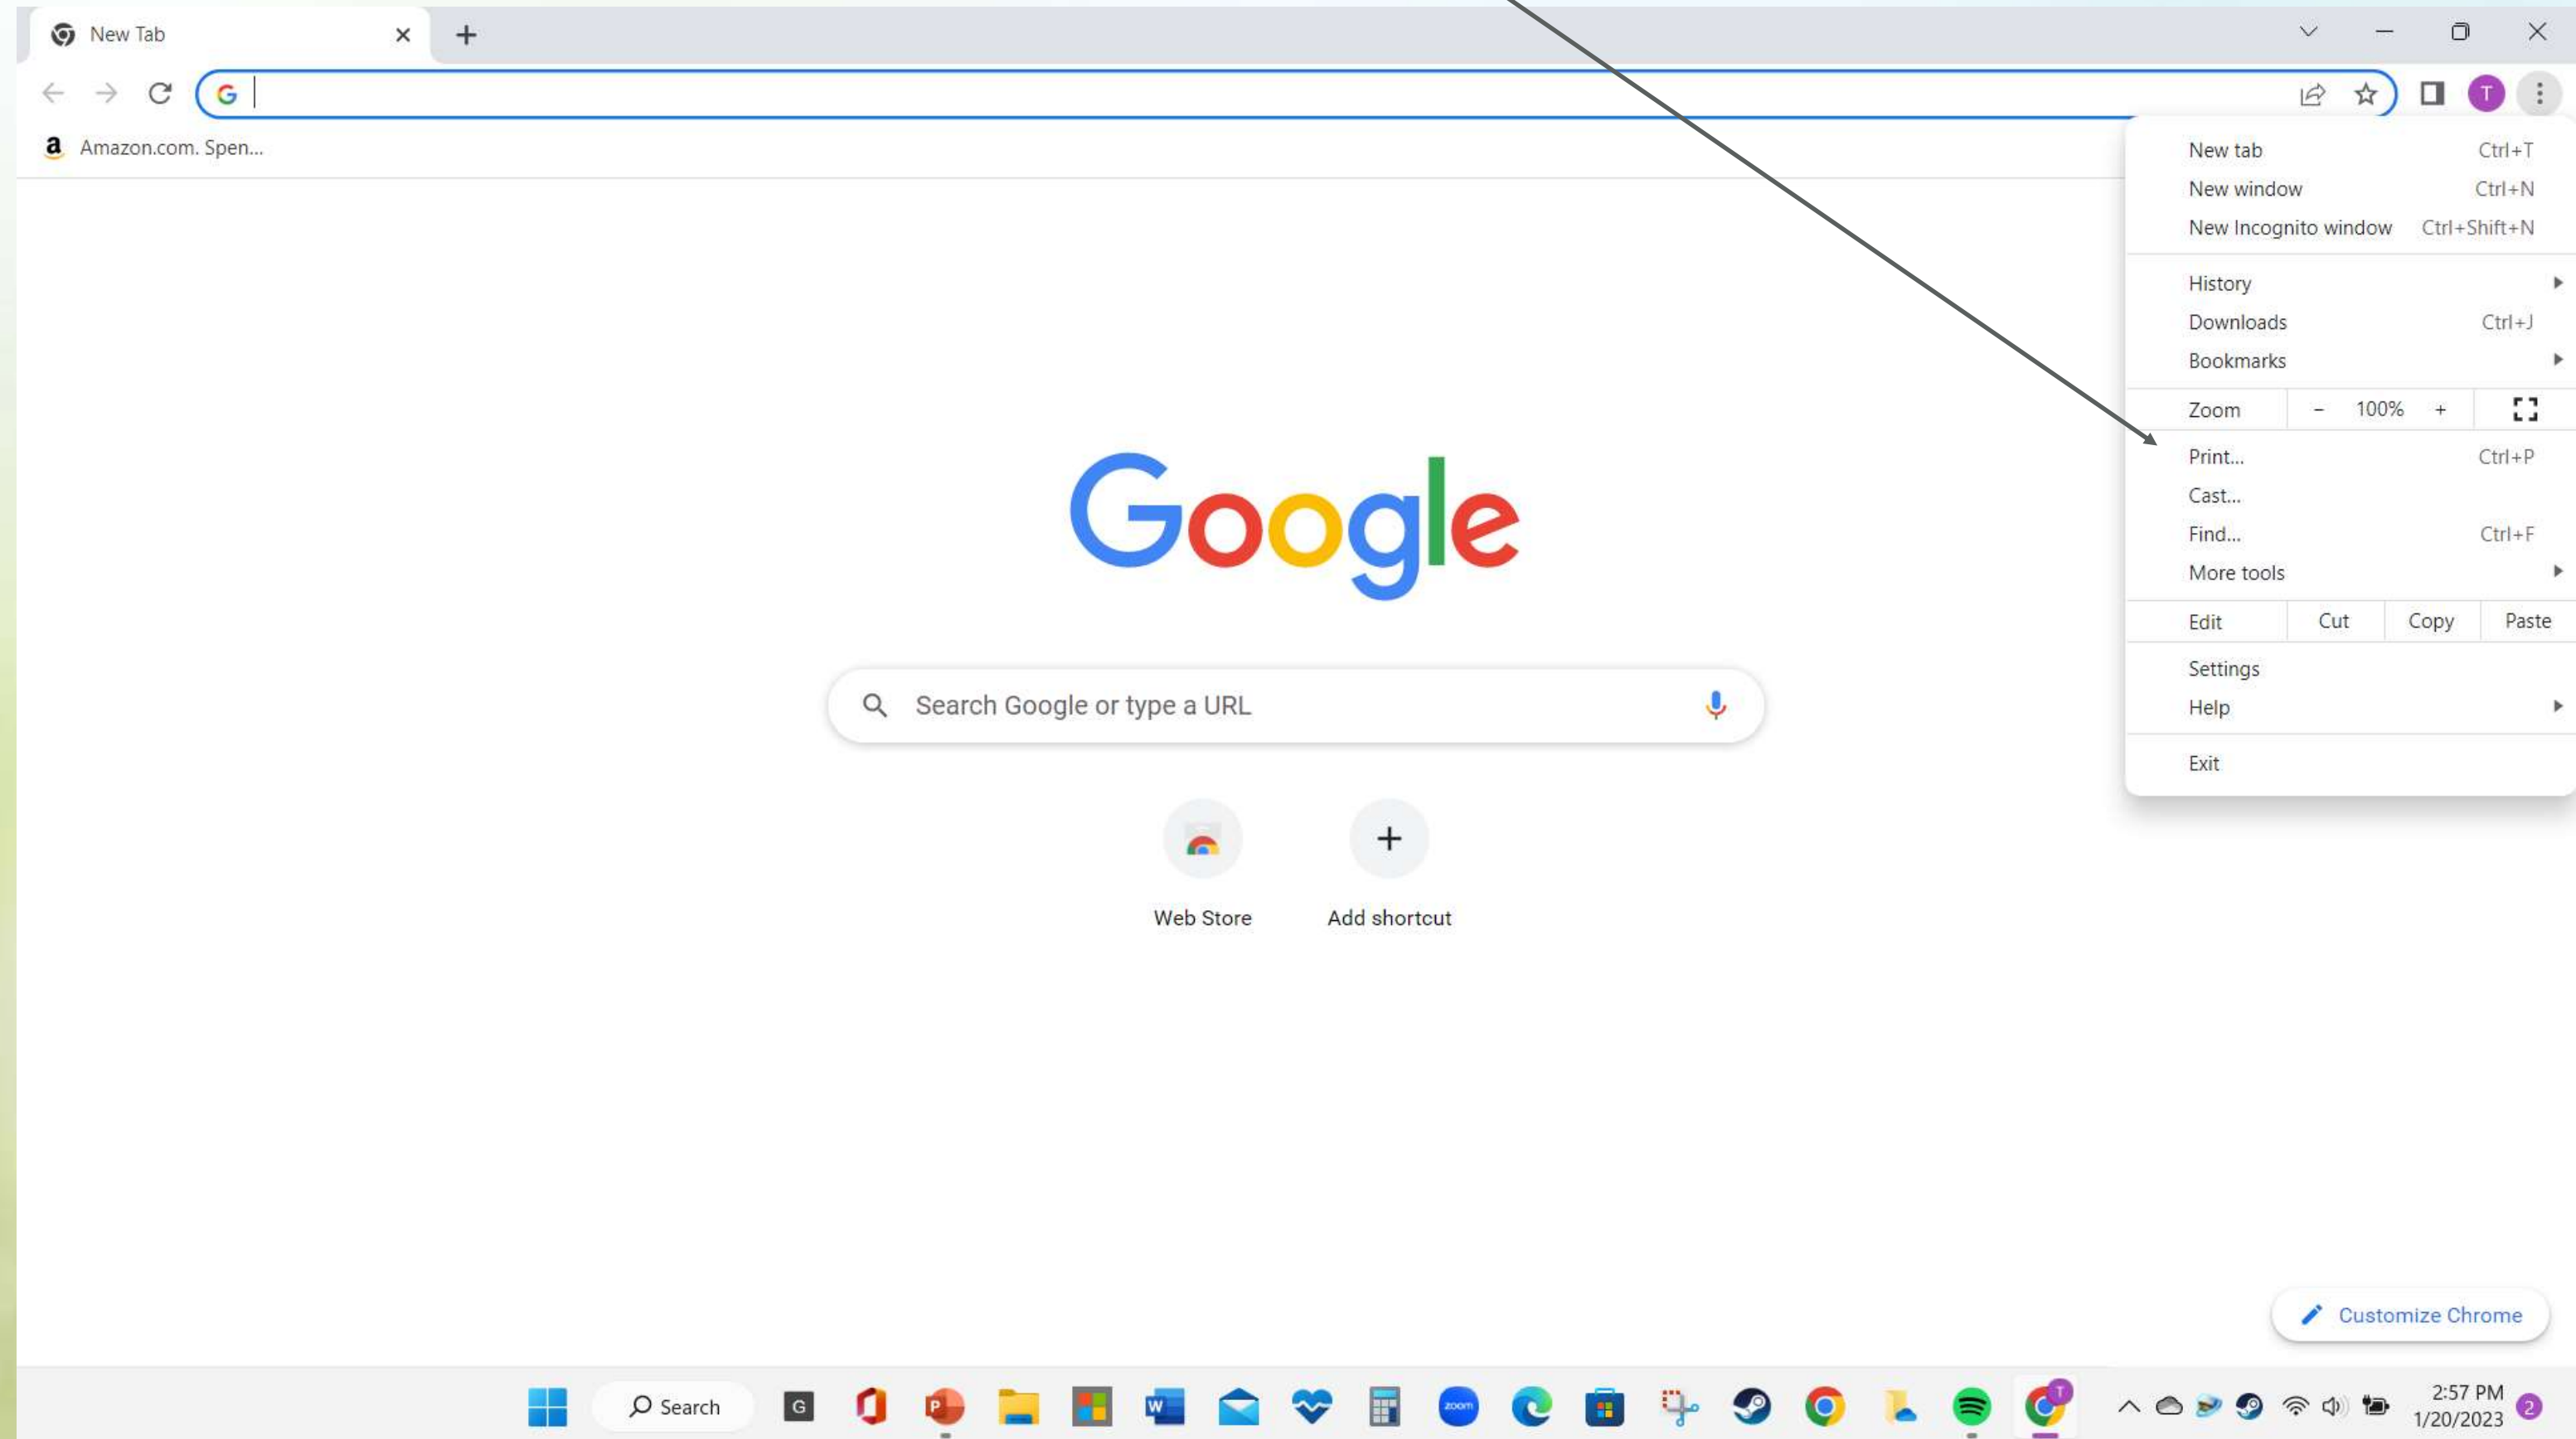 New Tab
Amazon.com. Spen...
New tab Ctrl+T
New window Ctrl+N
New Incognito window Ctrl+Shift+N
History
Downloads Ctrl+J
Bookmarks
Zoom - 100% +
Print... Ctrl+P
Cast...
Find... Ctrl+F
More tools
Edit Cut Copy Paste
Settings
Help
Exit
Google
Search Google or type a URL
Web Store Add shortcut
Customize Chrome
Search G P W zoom T
2:57 PM
1/20/2023 2